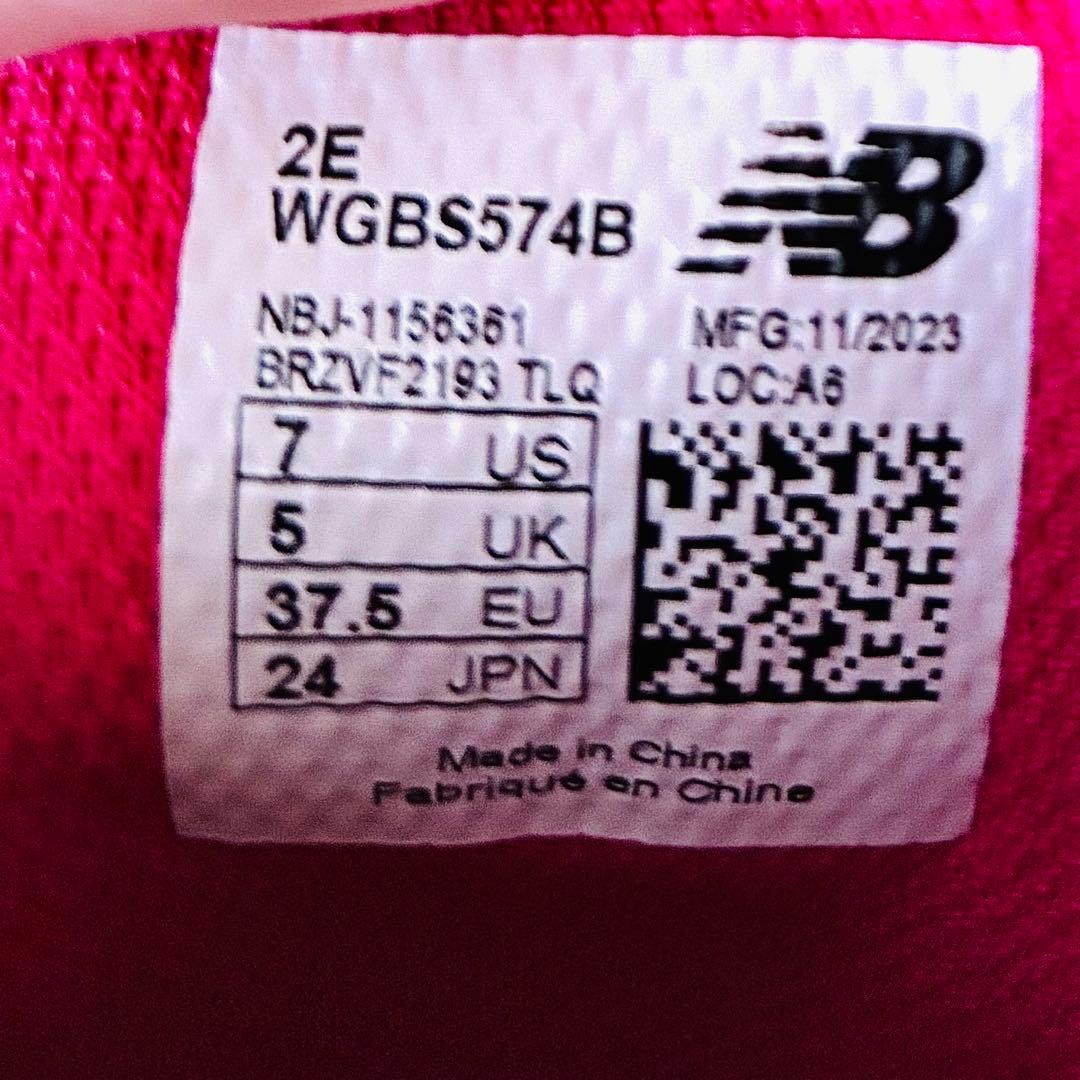 2E
WGBS574B
NB
NBJ-1156361
BRZVF2193 TLQ
MFG:11/2023
LOC:A6
7 US
5 UK
37.5 EU
24 JPN
Made in China
Fabriqué en Chine